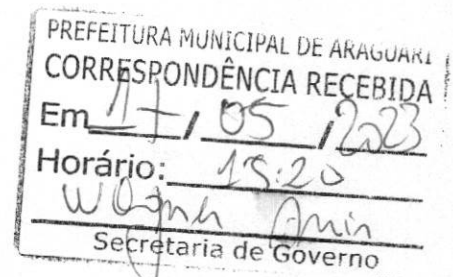 PREFEITURA MUNICIPAL DE ARAGUARI
CORRESPONDÊNCIA RECEBIDA
Em 17 / 05 / 2023
Horário: 15:20
Secretaria de Governo